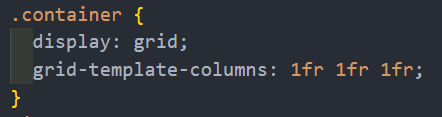 .container {
  display: grid;
  grid-template-columns: 1fr 1fr 1fr;
}